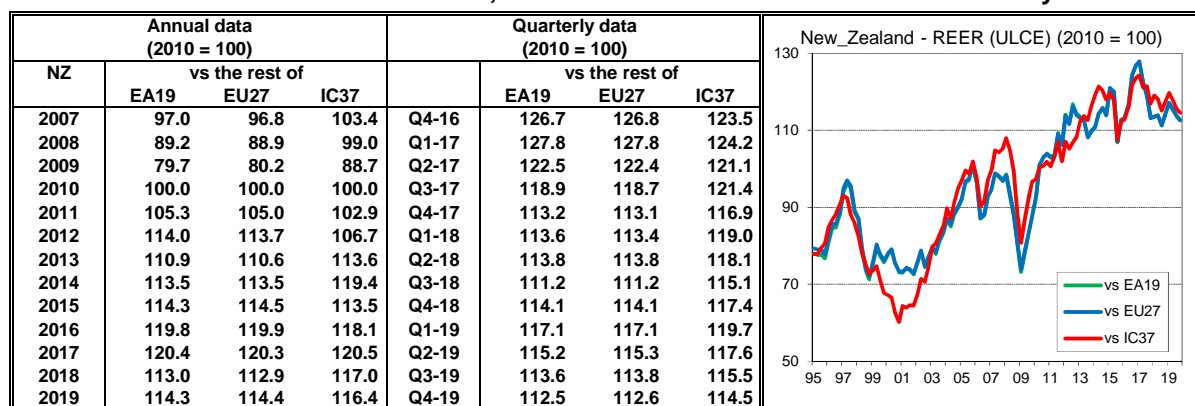 Annual data Quarterly data
(2010 = 100) (2010 = 100)
NZ vs the rest of vs the rest of
EA19 EU27 IC37 EA19 EU27 IC37
2007 97.0 96.8 103.4 Q4-16 126.7 126.8 123.5
2008 89.2 88.9 99.0 Q1-17 127.8 127.8 124.2
2009 79.7 80.2 88.7 Q2-17 122.5 122.4 121.1
2010 100.0 100.0 100.0 Q3-17 118.9 118.7 121.4
2011 105.3 105.0 102.9 Q4-17 113.2 113.1 116.9
2012 114.0 113.7 106.7 Q1-18 113.6 113.4 119.0
2013 110.9 110.6 113.6 Q2-18 113.8 113.8 118.1
2014 113.5 113.5 119.4 Q3-18 111.2 111.2 115.1
2015 114.3 114.5 113.5 Q4-18 114.1 114.1 117.4
2016 119.8 119.9 118.1 Q1-19 117.1 117.1 119.7
2017 120.4 120.3 120.5 Q2-19 115.2 115.3 117.6
2018 113.0 112.9 117.0 Q3-19 113.6 113.8 115.5
2019 114.3 114.4 116.4 Q4-19 112.5 112.6 114.5
New_Zealand - REER (ULCE) (2010 = 100)
130
110
90
70
50
vs EA19
vs EU27
vs IC37
95 97 99 01 03 05 07 09 11 13 15 17 19